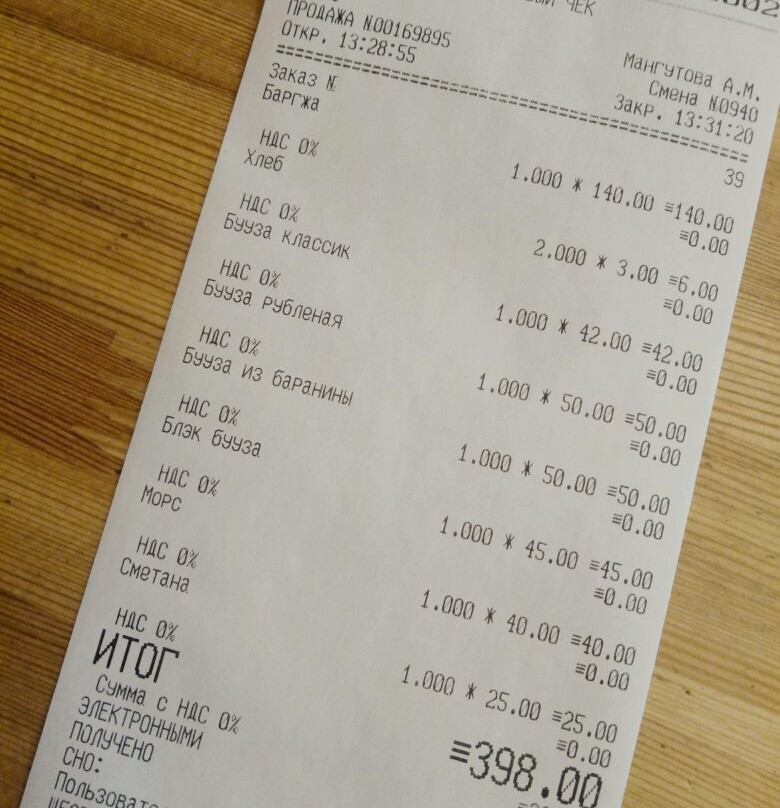 ЧЕК
ПРОДАЖА №00169895 Мангутова А.М.
Откр. 13:28:55 Смена №0940
Закр. 13:31:20
================================
Заказ № 39
Баргжа
1.000 * 140.00 ≡140.00
НДС 0% ≡0.00
Хлеб
2.000 * 3.00 ≡6.00
НДС 0% ≡0.00
Бууза классик
1.000 * 42.00 ≡42.00
НДС 0% ≡0.00
Бууза рубленая
1.000 * 50.00 ≡50.00
НДС 0% ≡0.00
Бууза из баранины
1.000 * 50.00 ≡50.00
НДС 0% ≡0.00
Блэк бууза
1.000 * 45.00 ≡45.00
НДС 0% ≡0.00
Морс
1.000 * 40.00 ≡40.00
НДС 0% ≡0.00
Сметана
1.000 * 25.00 ≡25.00
НДС 0% ≡0.00
ИТОГ ≡398.00
Сумма с НДС 0%
ЭЛЕКТРОННЫМИ
ПОЛУЧЕНО
СНО: